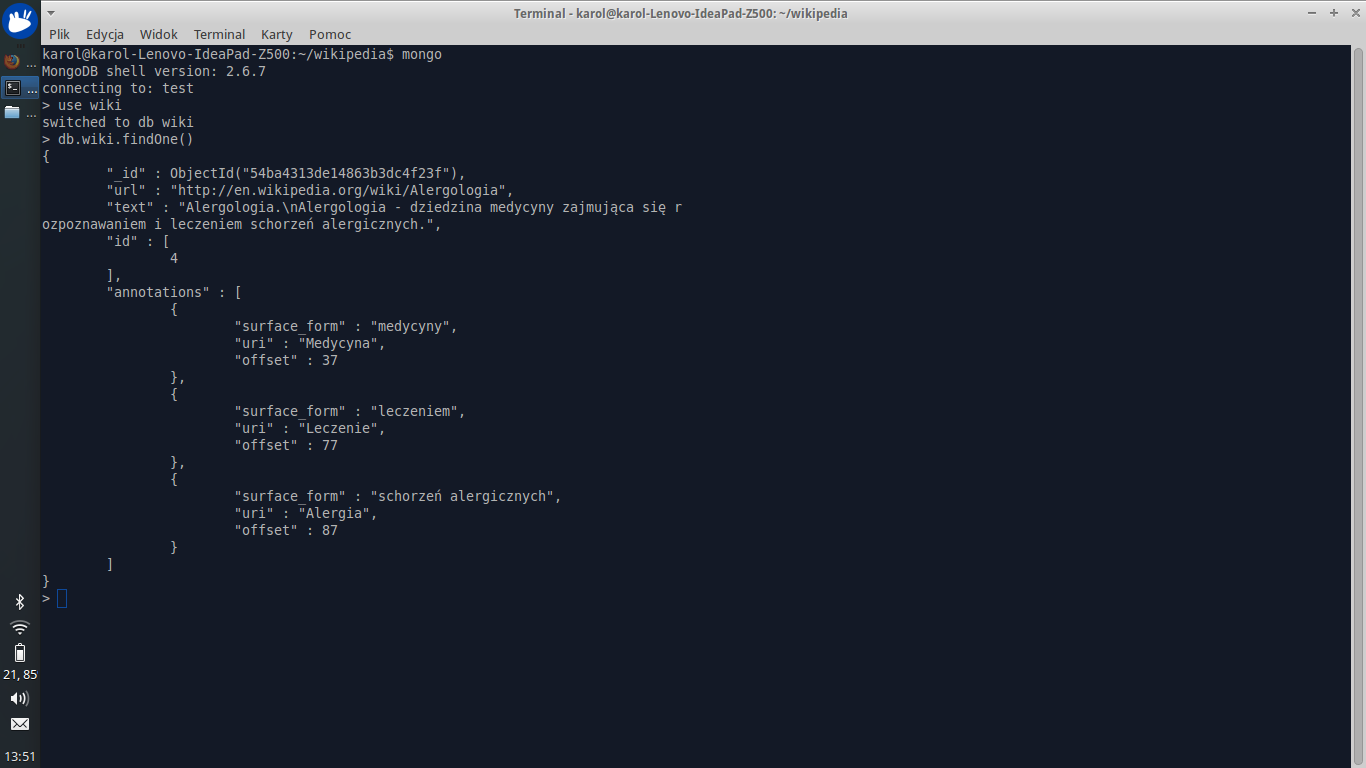 Terminal - karol@karol-Lenovo-IdeaPad-Z500: ~/wikipedia
Plik Edycja Widok Terminal Karty Pomoc
karol@karol-Lenovo-IdeaPad-Z500:~/wikipedia$ mongo
MongoDB shell version: 2.6.7
connecting to: test
> use wiki
switched to db wiki
> db.wiki.findOne()
{
        "_id" : ObjectId("54ba4313de14863b3dc4f23f"),
        "url" : "http://en.wikipedia.org/wiki/Alergologia",
        "text" : "Alergologia.\nAlergologia - dziedzina medycyny zajmująca się r
ozpoznawaniem i leczeniem schorzeń alergicznych.",
        "id" : [
                4
        ],
        "annotations" : [
                {
                        "surface_form" : "medycyny",
                        "uri" : "Medycyna",
                        "offset" : 37
                },
                {
                        "surface_form" : "leczeniem",
                        "uri" : "Leczenie",
                        "offset" : 77
                },
                {
                        "surface_form" : "schorzeń alergicznych",
                        "uri" : "Alergia",
                        "offset" : 87
                }
        ]
}
>
...
...
...
21, 85
13:51